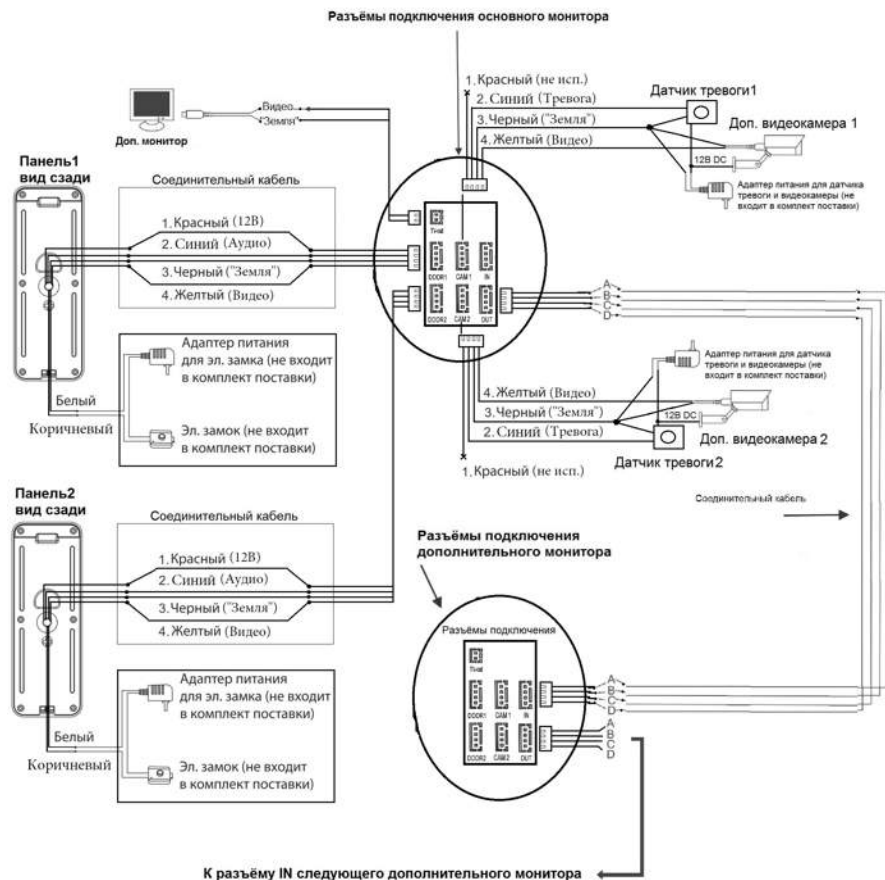 Разъёмы подключения основного монитора
1. Красный (не исп.)
2. Синий (Тревога)
3. Черный ("Земля")
4. Желтый (Видео)
Датчик тревоги1
Доп. видеокамера 1
12В DC
Адаптер питания для датчика
тревоги и видеокамеры (не
входит в комплект поставки)
Видео
"Земля"
Доп. монитор
Панель1
вид сзади
Соединительный кабель
1. Красный (12В)
2. Синий (Аудио)
3. Черный ("Земля")
4. Желтый (Видео)
DOOR1
CAM 1
IN
DOOR2
CAM2
OUT
A
B
C
D
Адаптер питания
для эл. замка (не входит
в комплект поставки)
Белый
Коричневый
Эл. замок (не входит
в комплект поставки)
Адаптер питания для датчика
тревоги и видеокамеры (не
входит в комплект поставки)
4. Желтый (Видео)
3. Черный ("Земля")
2. Синий (Тревога)
1. Красный (не исп.)
12В DC
Доп. видеокамера 2
Датчик тревоги2
Соединительный кабель
Панель2
вид сзади
Соединительный кабель
1. Красный (12В)
2. Синий (Аудио)
3. Черный ("Земля")
4. Желтый (Видео)
Адаптер питания
для эл. замка (не входит
в комплект поставки)
Белый
Коричневый
Эл. замок (не входит
в комплект поставки)
Разъёмы подключения
дополнительного монитора
Разъёмы подключения
DOOR1
CAM 1
IN
DOOR2
CAM2
OUT
A
B
C
D
A
B
C
D
К разъёму IN следующего дополнительного монитора